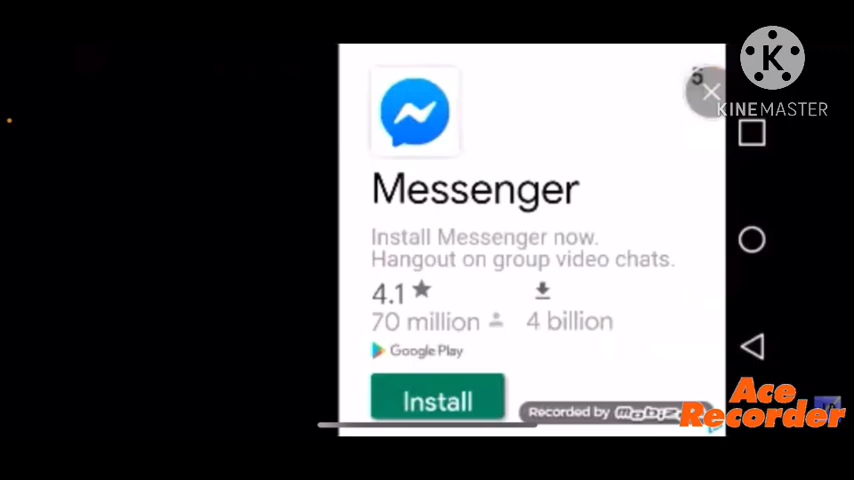 5
KINEMASTER
Messenger
Install Messenger now.
Hangout on group video chats.
4.1
70 million
4 billion
Google Play
Install
Recorded by
Ace
Recorder